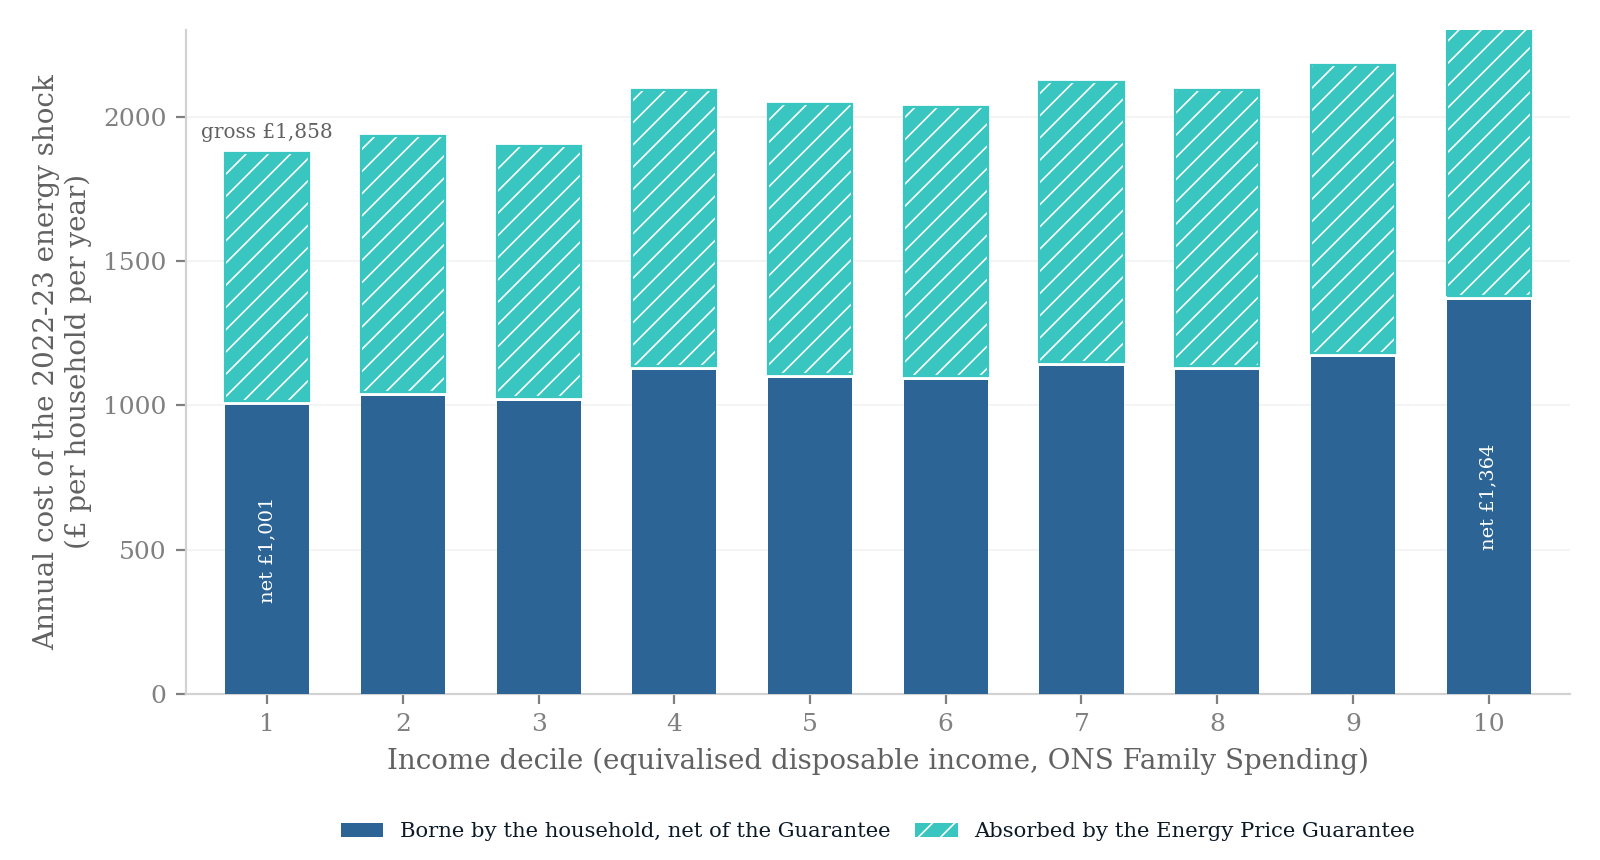 Annual cost of the 2022-23 energy shock
(£ per household per year)
2000
1500
1000
500
0
gross £1,858
net £1,001
net £1,364
1 2 3 4 5 6 7 8 9 10
Income decile (equivalised disposable income, ONS Family Spending)
Borne by the household, net of the Guarantee
Absorbed by the Energy Price Guarantee